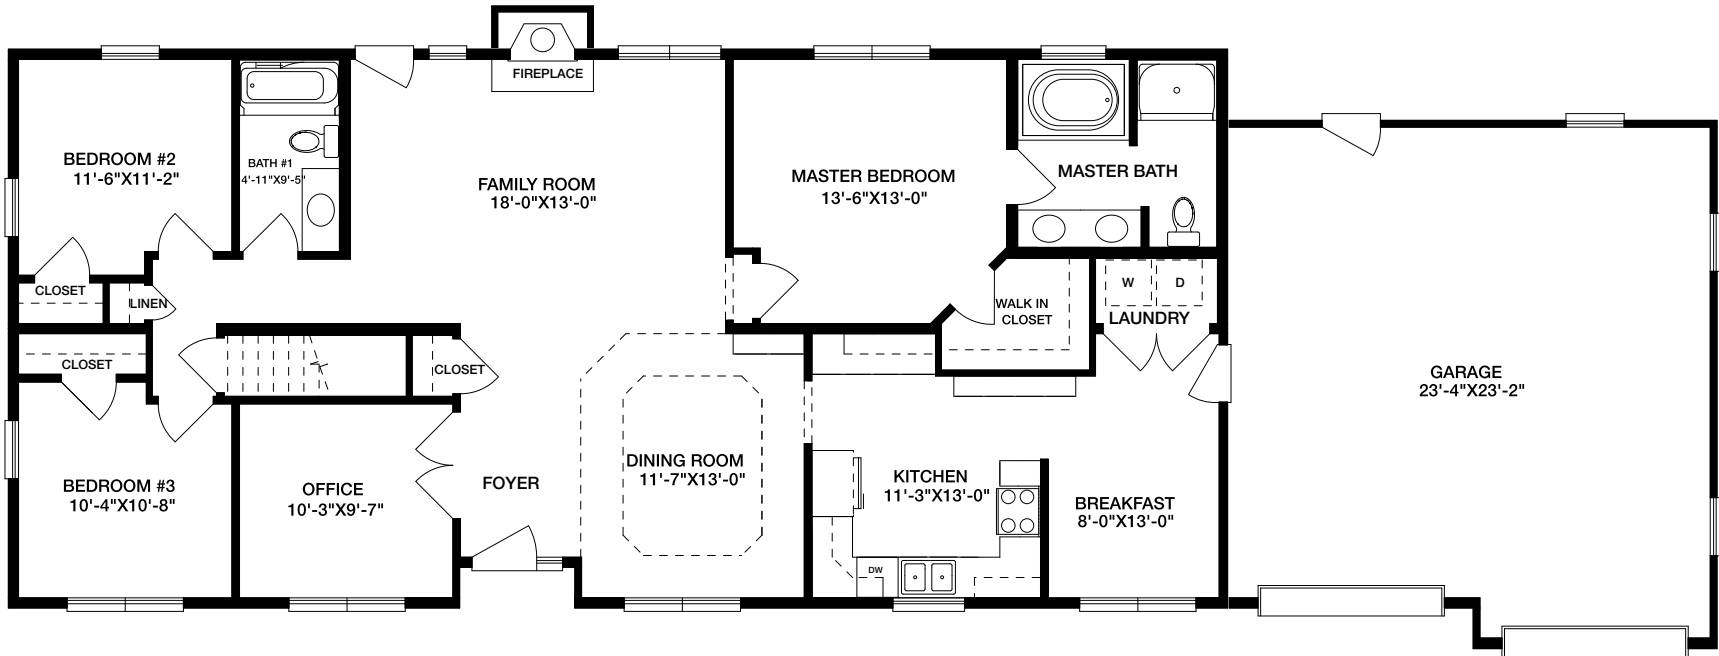 FIREPLACE
BEDROOM #2
11'-6"X11'-2"
BATH #1
4'-11"X9'-5"
FAMILY ROOM
18'-0"X13'-0"
MASTER BEDROOM
13'-6"X13'-0"
MASTER BATH
CLOSET
LINEN
WALK IN
CLOSET
W
D
LAUNDRY
CLOSET
CLOSET
GARAGE
23'-4"X23'-2"
BEDROOM #3
10'-4"X10'-8"
OFFICE
10'-3"X9'-7"
FOYER
DINING ROOM
11'-7"X13'-0"
KITCHEN
11'-3"X13'-0"
BREAKFAST
8'-0"X13'-0"
DW